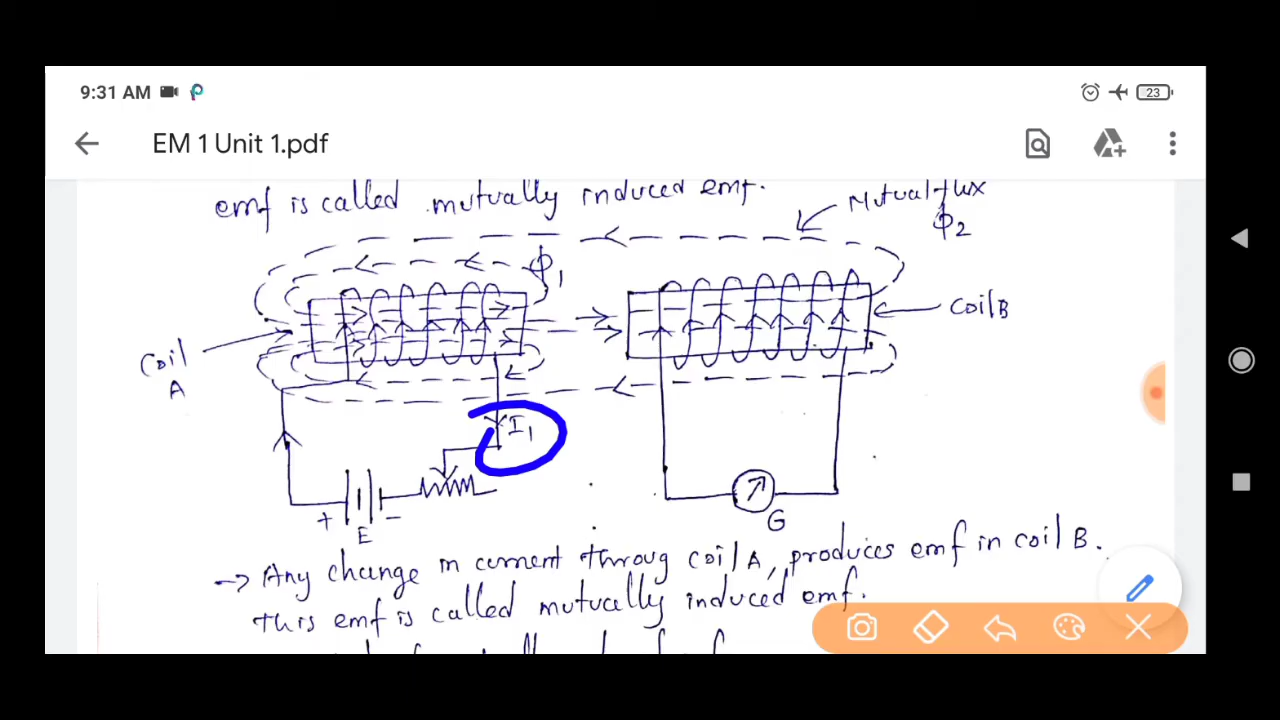 9:31 AM
23
EM 1 Unit 1.pdf
emf is called mutually induced emf.
Mutual flux
Φ2
Φ1
Coil B
Coil
A
I1
+
E
-
G
→ Any change in current throug coil A, produces emf in coil B.
This emf is called mutually induced emf.